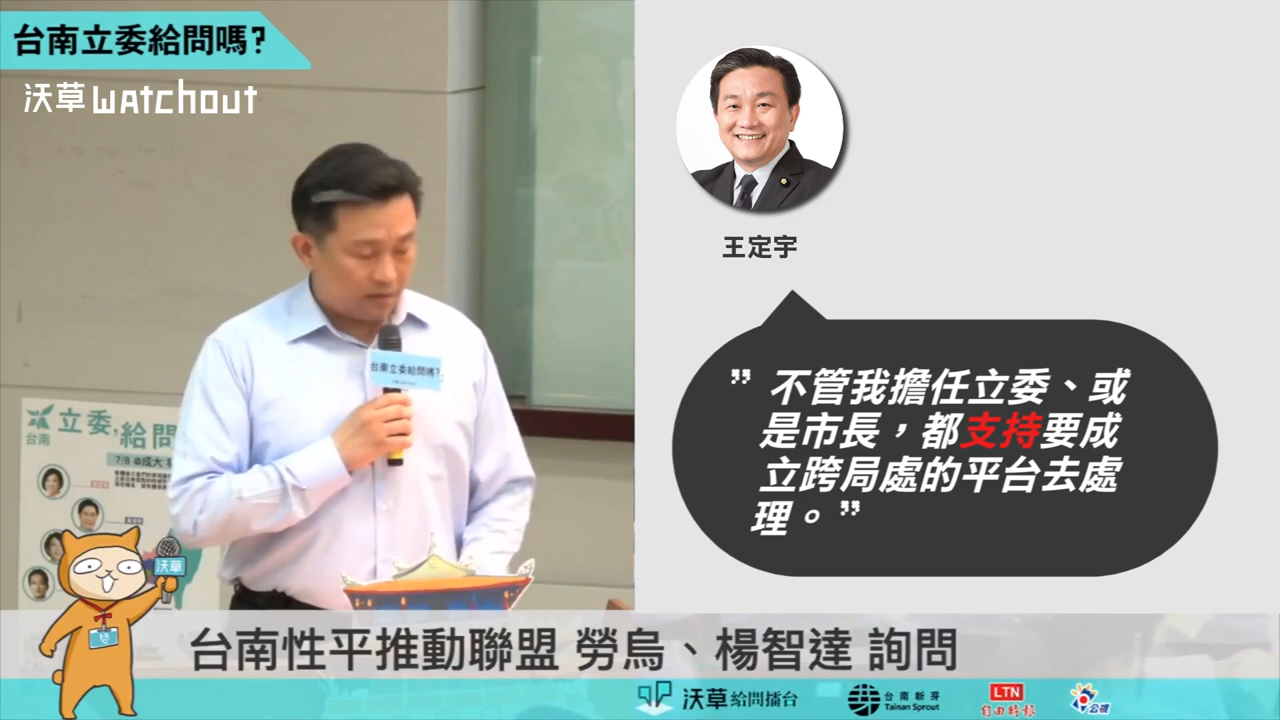 台南立委給問嗎?
沃草 watchout
王定宇
” 不管我擔任立委、或
是市長，都支持要成
立跨局處的平台去處
理。”
台南立委給問嗎?
台南
立委,
給問
7/8 @成大
沃草
台南性平推動聯盟 勞烏、楊智達 詢問
沃草 給問擂台
台南新芽
Tainan Sprout
LTN
自由時報
公視